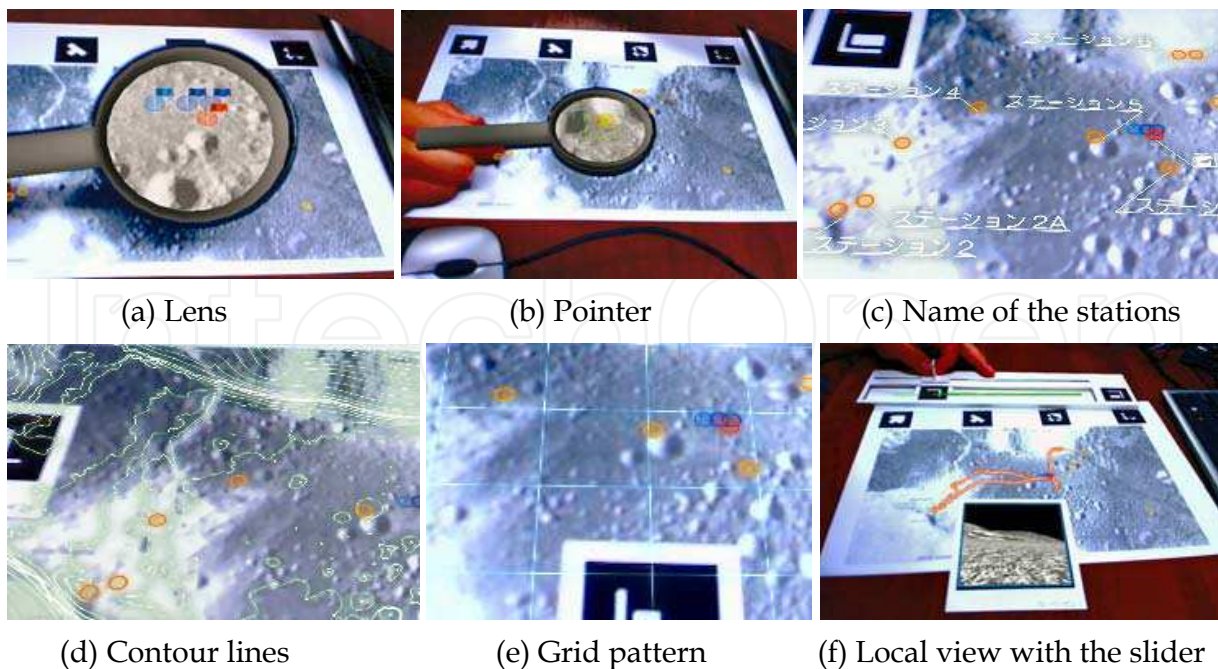 ステーション 4
ステーション 5
ステーション 2A
ステーション 2
(a) Lens
(b) Pointer
(c) Name of the stations
IntechOpen
(d) Contour lines
(e) Grid pattern
(f) Local view with the slider